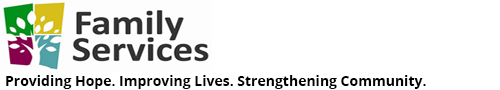 Family
Services
Providing Hope. Improving Lives. Strengthening Community.